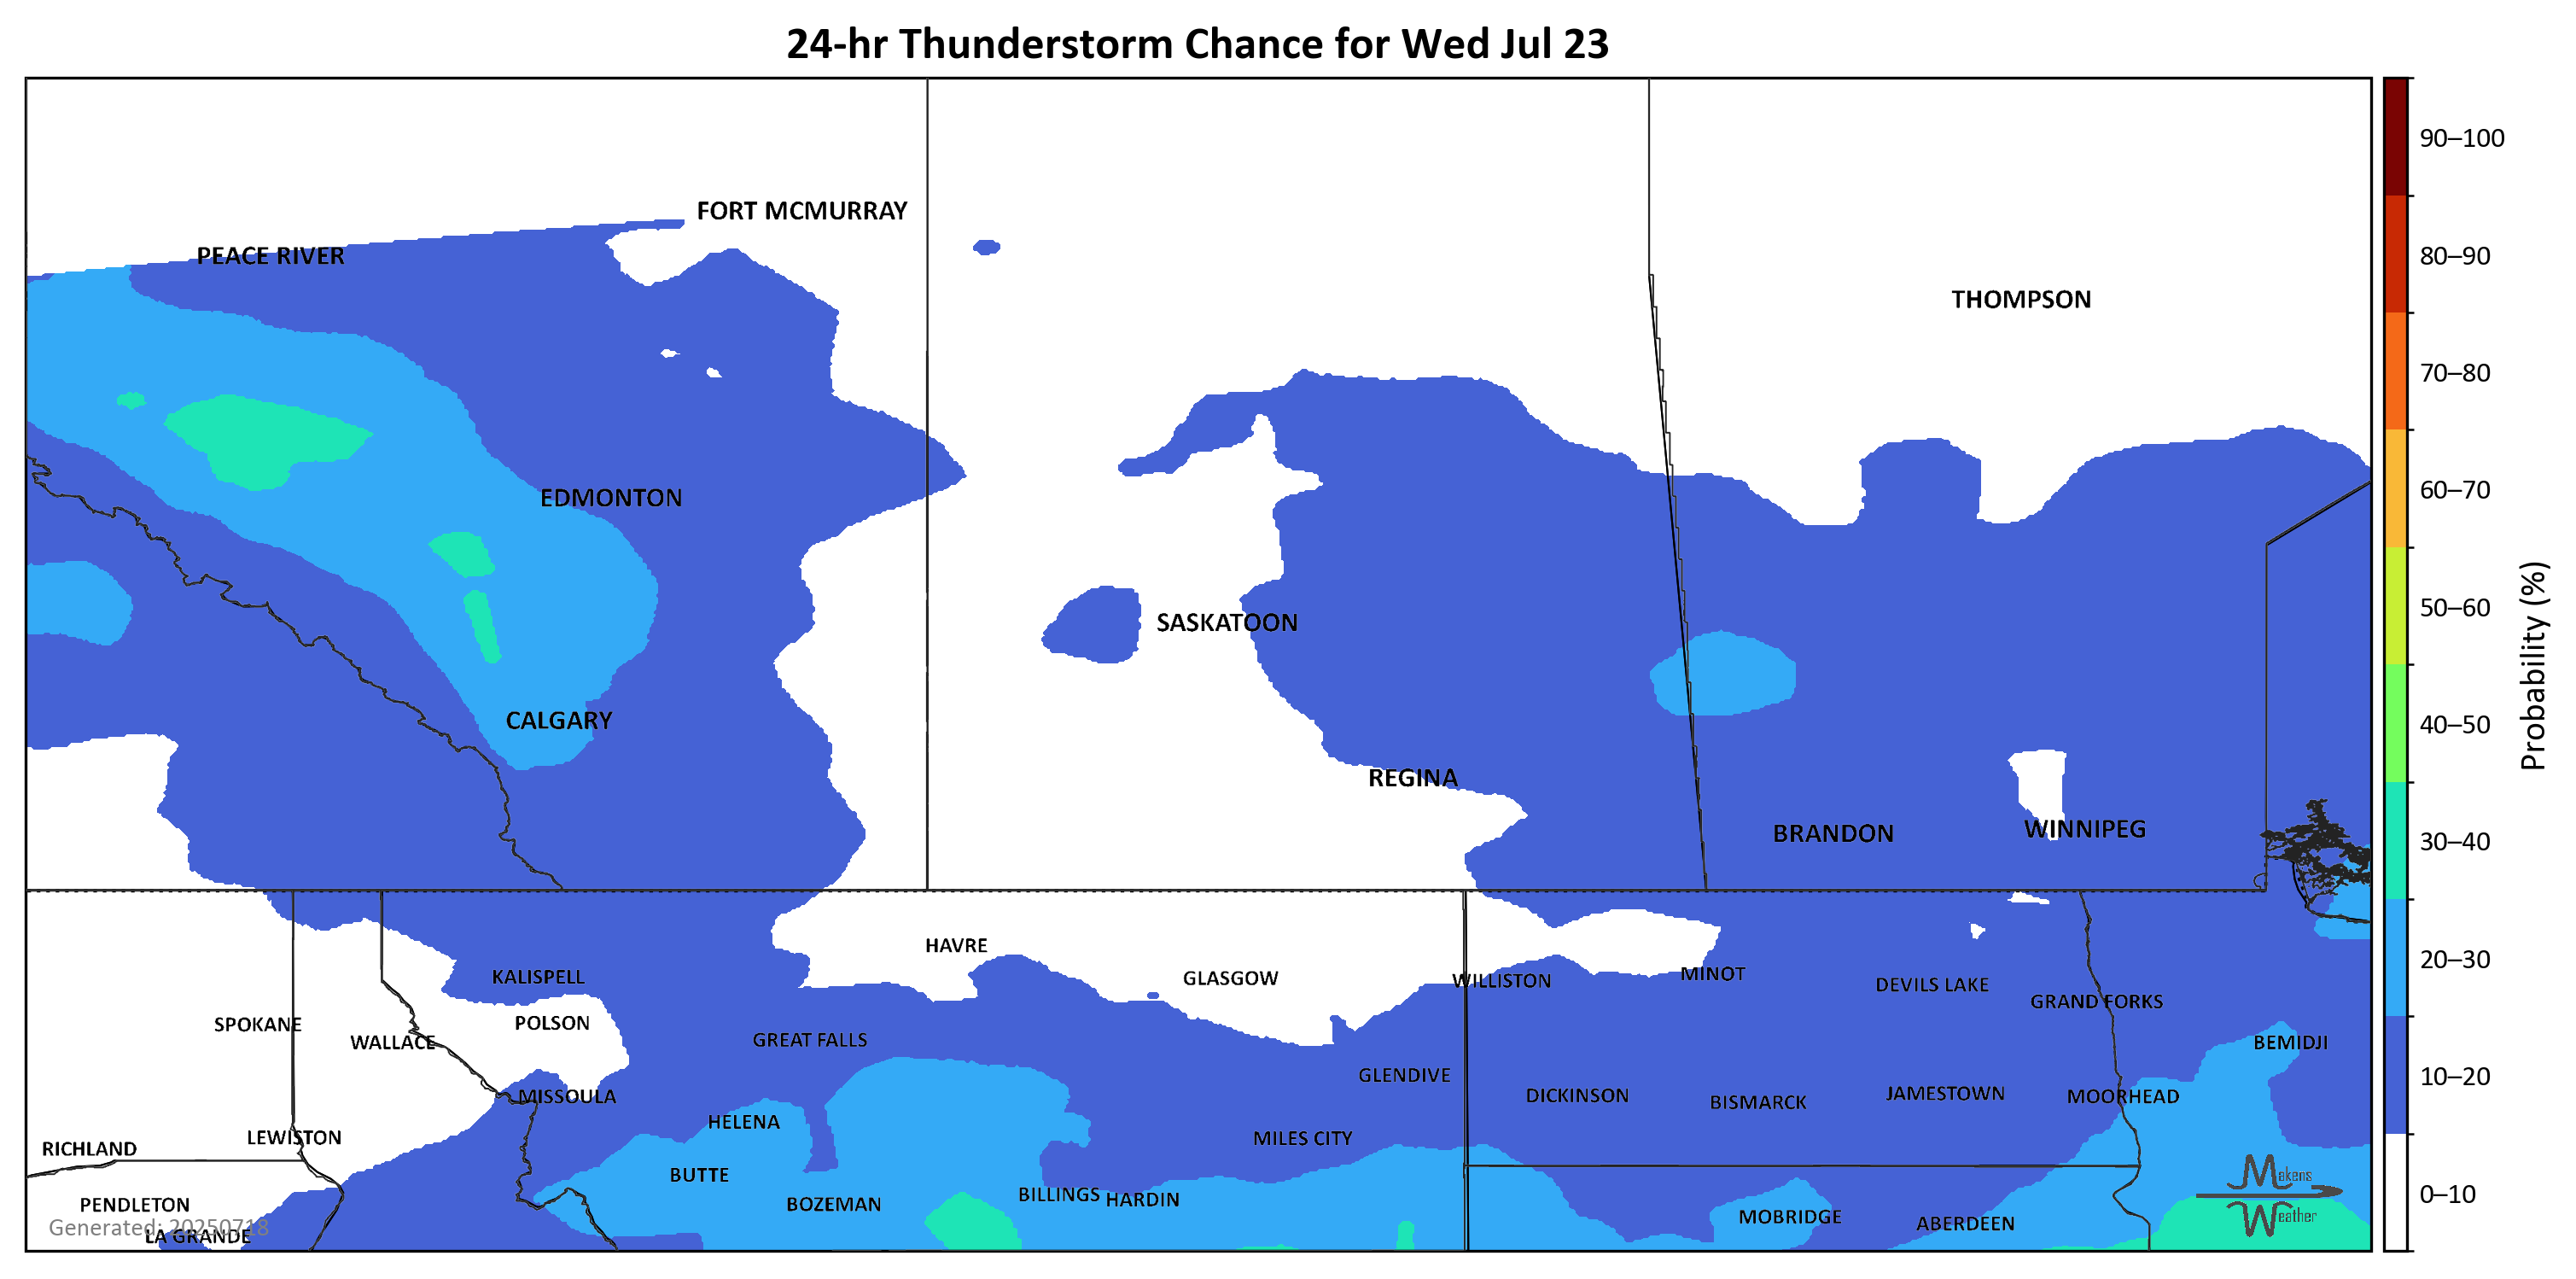 24-hr Thunderstorm Chance for Wed Jul 23
FORT MCMURRAY
PEACE RIVER
THOMPSON
EDMONTON
SASKATOON
CALGARY
REGINA
BRANDON
WINNIPEG
HAVRE
KALISPELL
GLASGOW
WILLISTON
MINOT
DEVILS LAKE
GRAND FORKS
SPOKANE
POLSON
WALLACE
GREAT FALLS
BEMIDJI
GLENDIVE
MISSOULA
DICKINSON
BISMARCK
JAMESTOWN
MOORHEAD
HELENA
LEWISTON
MILES CITY
RICHLAND
BUTTE
BILLINGS
HARDIN
PENDLETON
BOZEMAN
MOBRIDGE
ABERDEEN
LA GRANDE
Generated: 20250718
Makens
Weather
90–100
80–90
70–80
60–70
50–60
40–50
30–40
20–30
10–20
0–10
Probability (%)